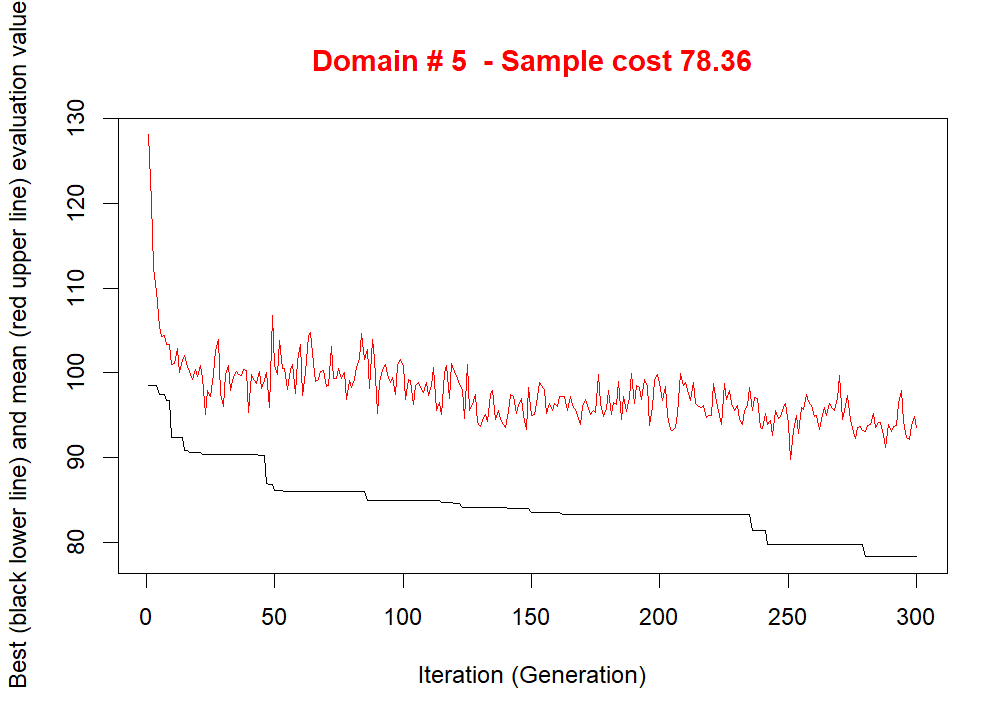 Domain # 5  - Sample cost 78.36
Best (black lower line) and mean (red upper line) evaluation value
130
120
110
100
90
80
0 50 100 150 200 250 300
Iteration (Generation)